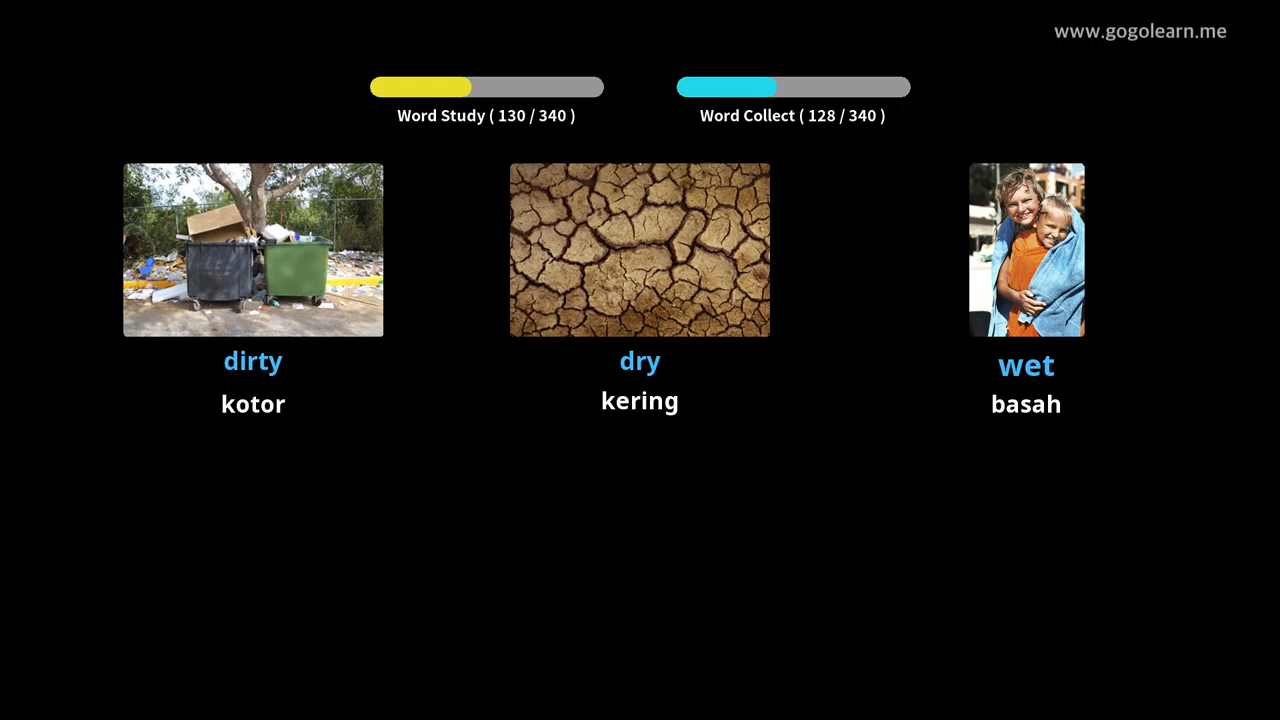 www.gogolearn.me
Word Study ( 130 / 340 )
Word Collect ( 128 / 340 )
dirty
kotor
dry
kering
wet
basah